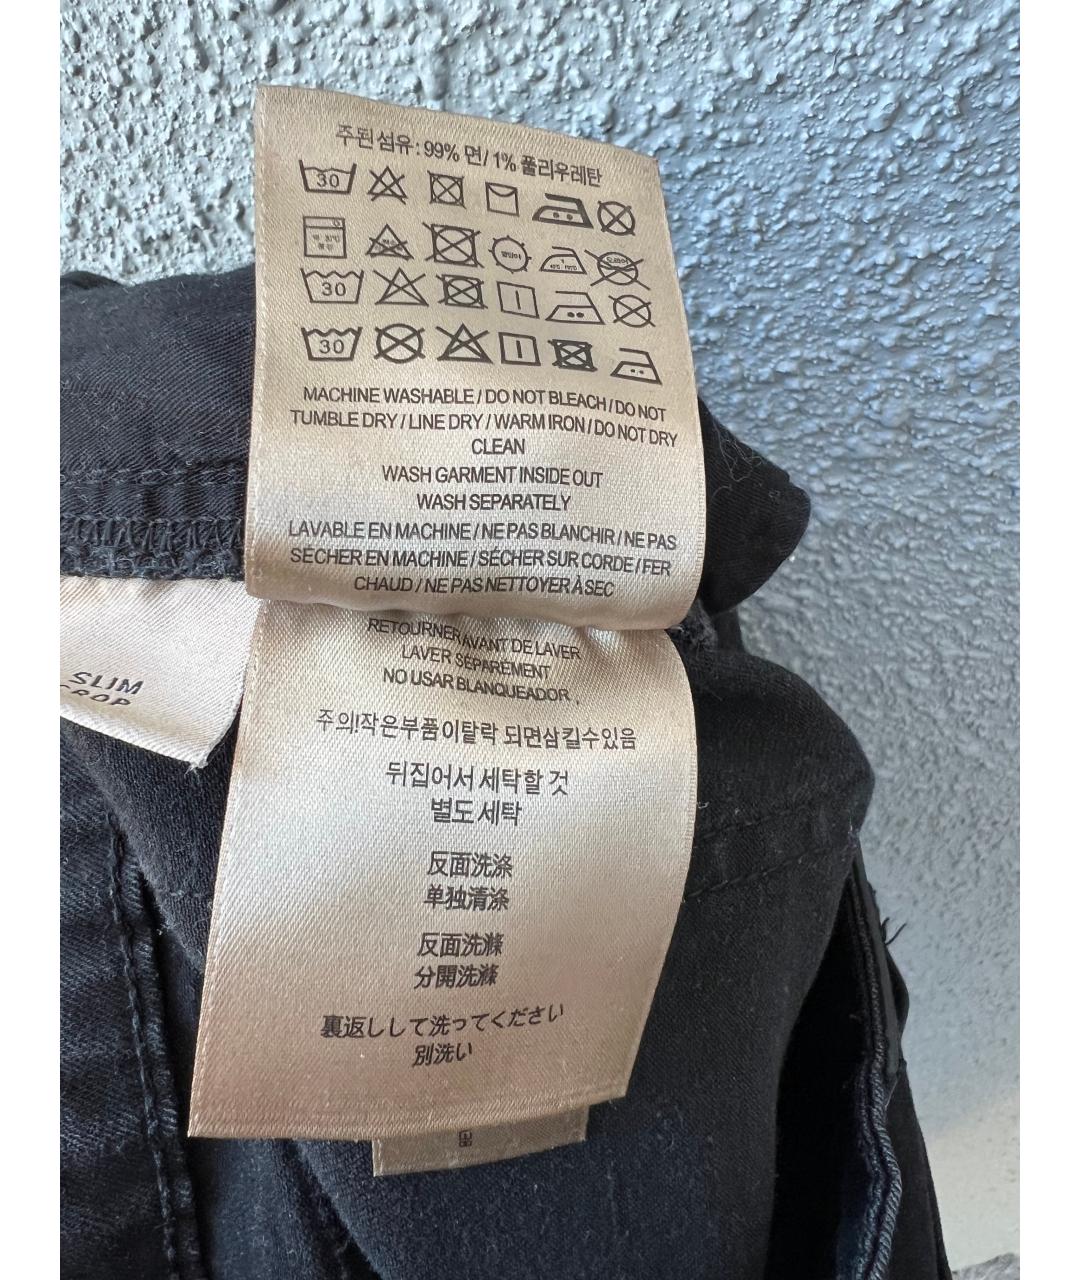 주된섬유:99% 면/1% 폴리우레탄
30
30
30
MACHINE WASHABLE / DO NOT BLEACH / DO NOT
TUMBLE DRY / LINE DRY / WARM IRON / DO NOT DRY
CLEAN
WASH GARMENT INSIDE OUT
WASH SEPARATELY
LAVABLE EN MACHINE / NE PAS BLANCHIR / NE PAS
SÉCHER EN MACHINE / SÉCHER SUR CORDE / FER
CHAUD / NE PAS NETTOYER À SEC
RETOURNER AVANT DE LAVER
LAVER SÉPARÉMENT
NO USAR BLANQUEADOR .
주의!작은부품이탈락 되면삼킬수있음
뒤집어서 세탁할 것
별도 세탁
反面洗涤
单独清涤
反面洗滌
分開洗滌
裏返しして洗ってください
別洗い
SLIM
CROP